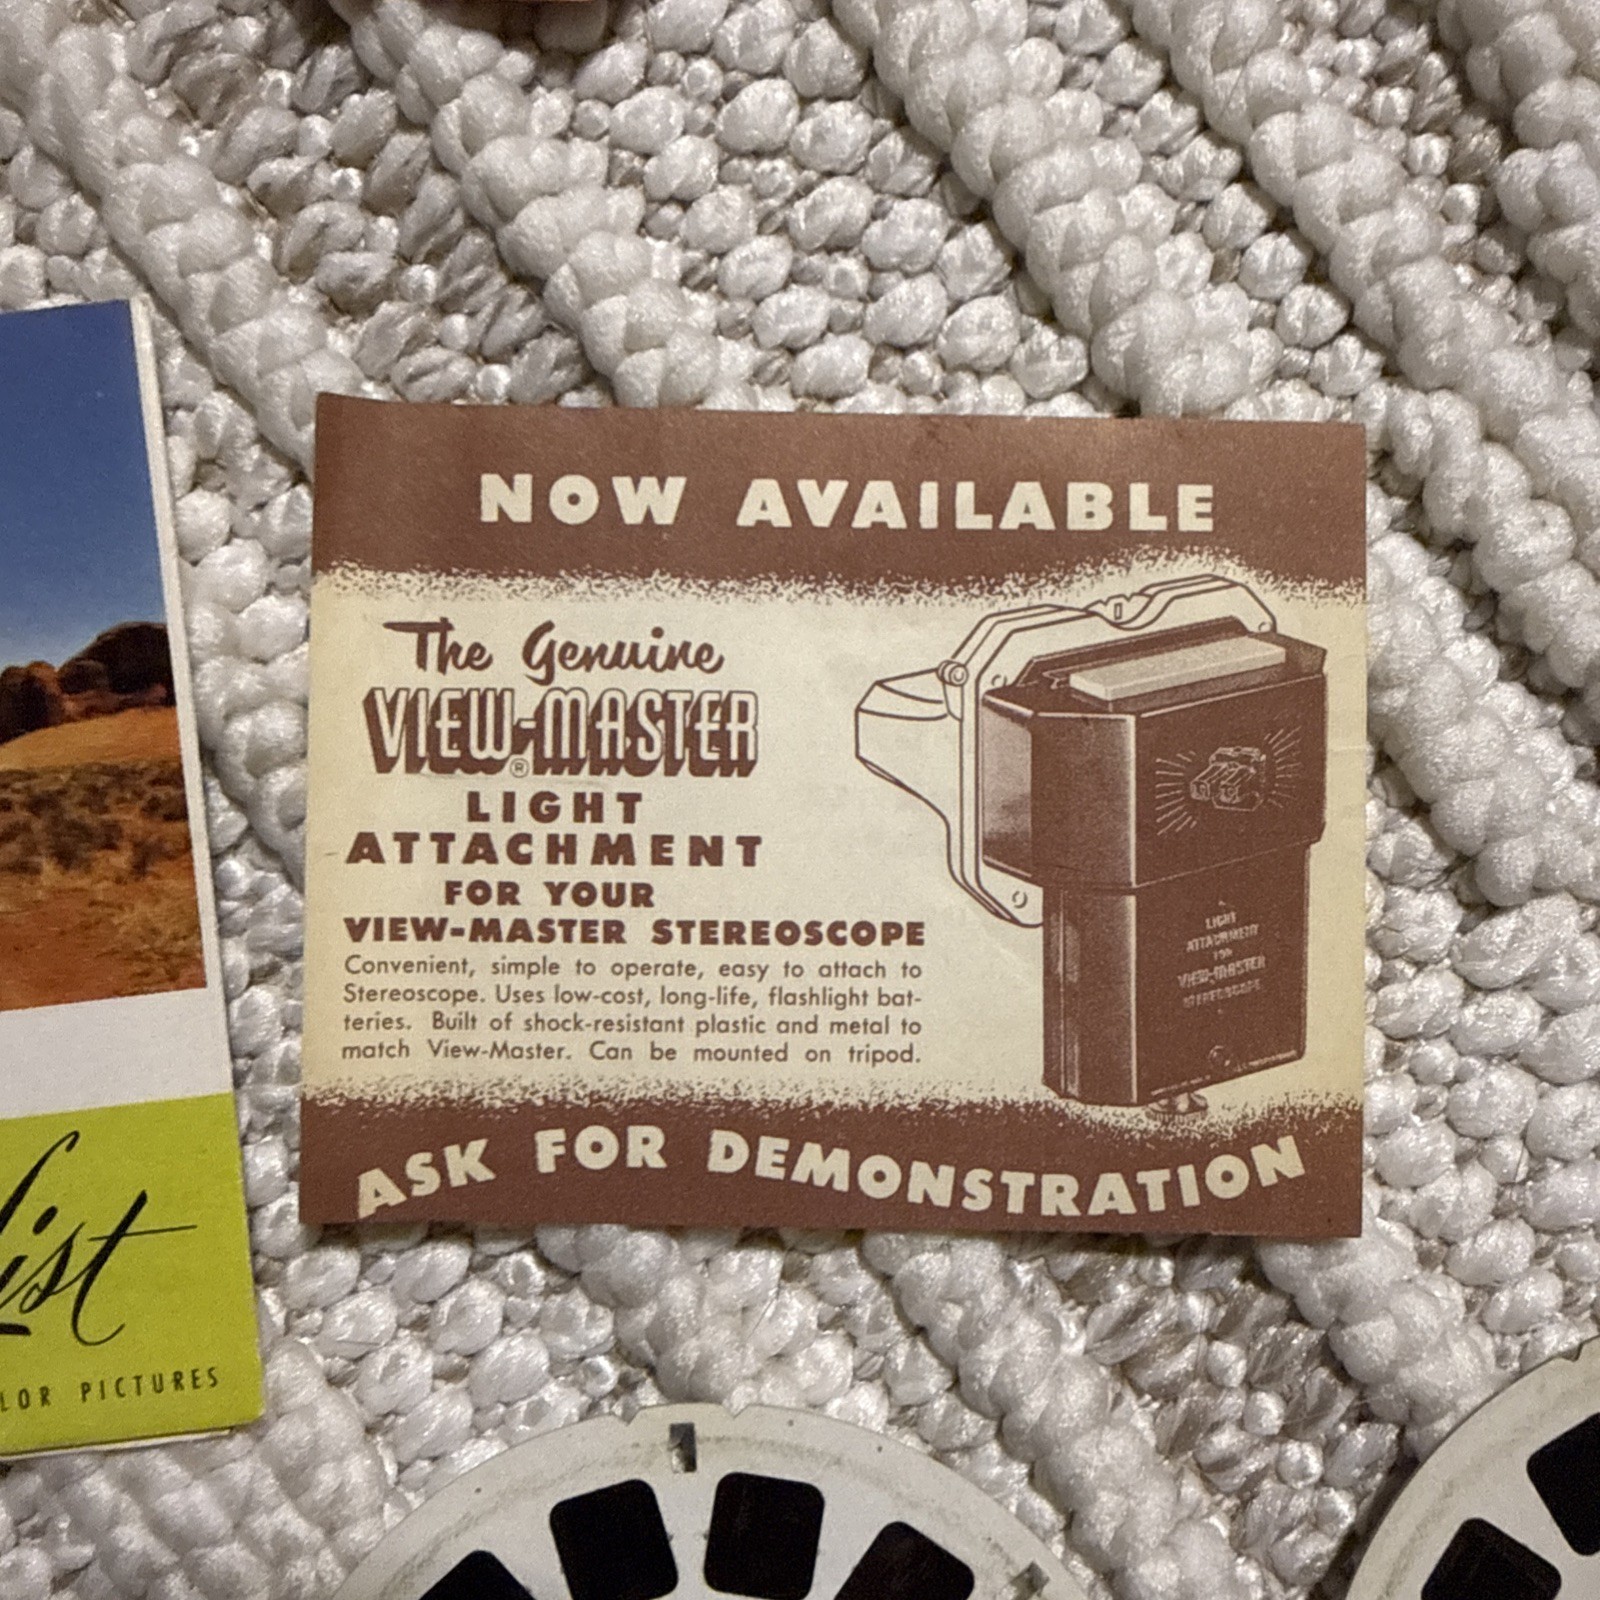 NOW AVAILABLE
The Genuine
VIEW-MASTER
®
LIGHT
ATTACHMENT
FOR YOUR
VIEW-MASTER STEREOSCOPE
Convenient, simple to operate, easy to attach to
Stereoscope. Uses low-cost, long-life, flashlight bat-
teries. Built of shock-resistant plastic and metal to
match View-Master. Can be mounted on tripod.
LIGHT
ATTACHMENT
FOR
VIEW-MASTER
STEREOSCOPE
ASK FOR DEMONSTRATION
List
LOR PICTURES